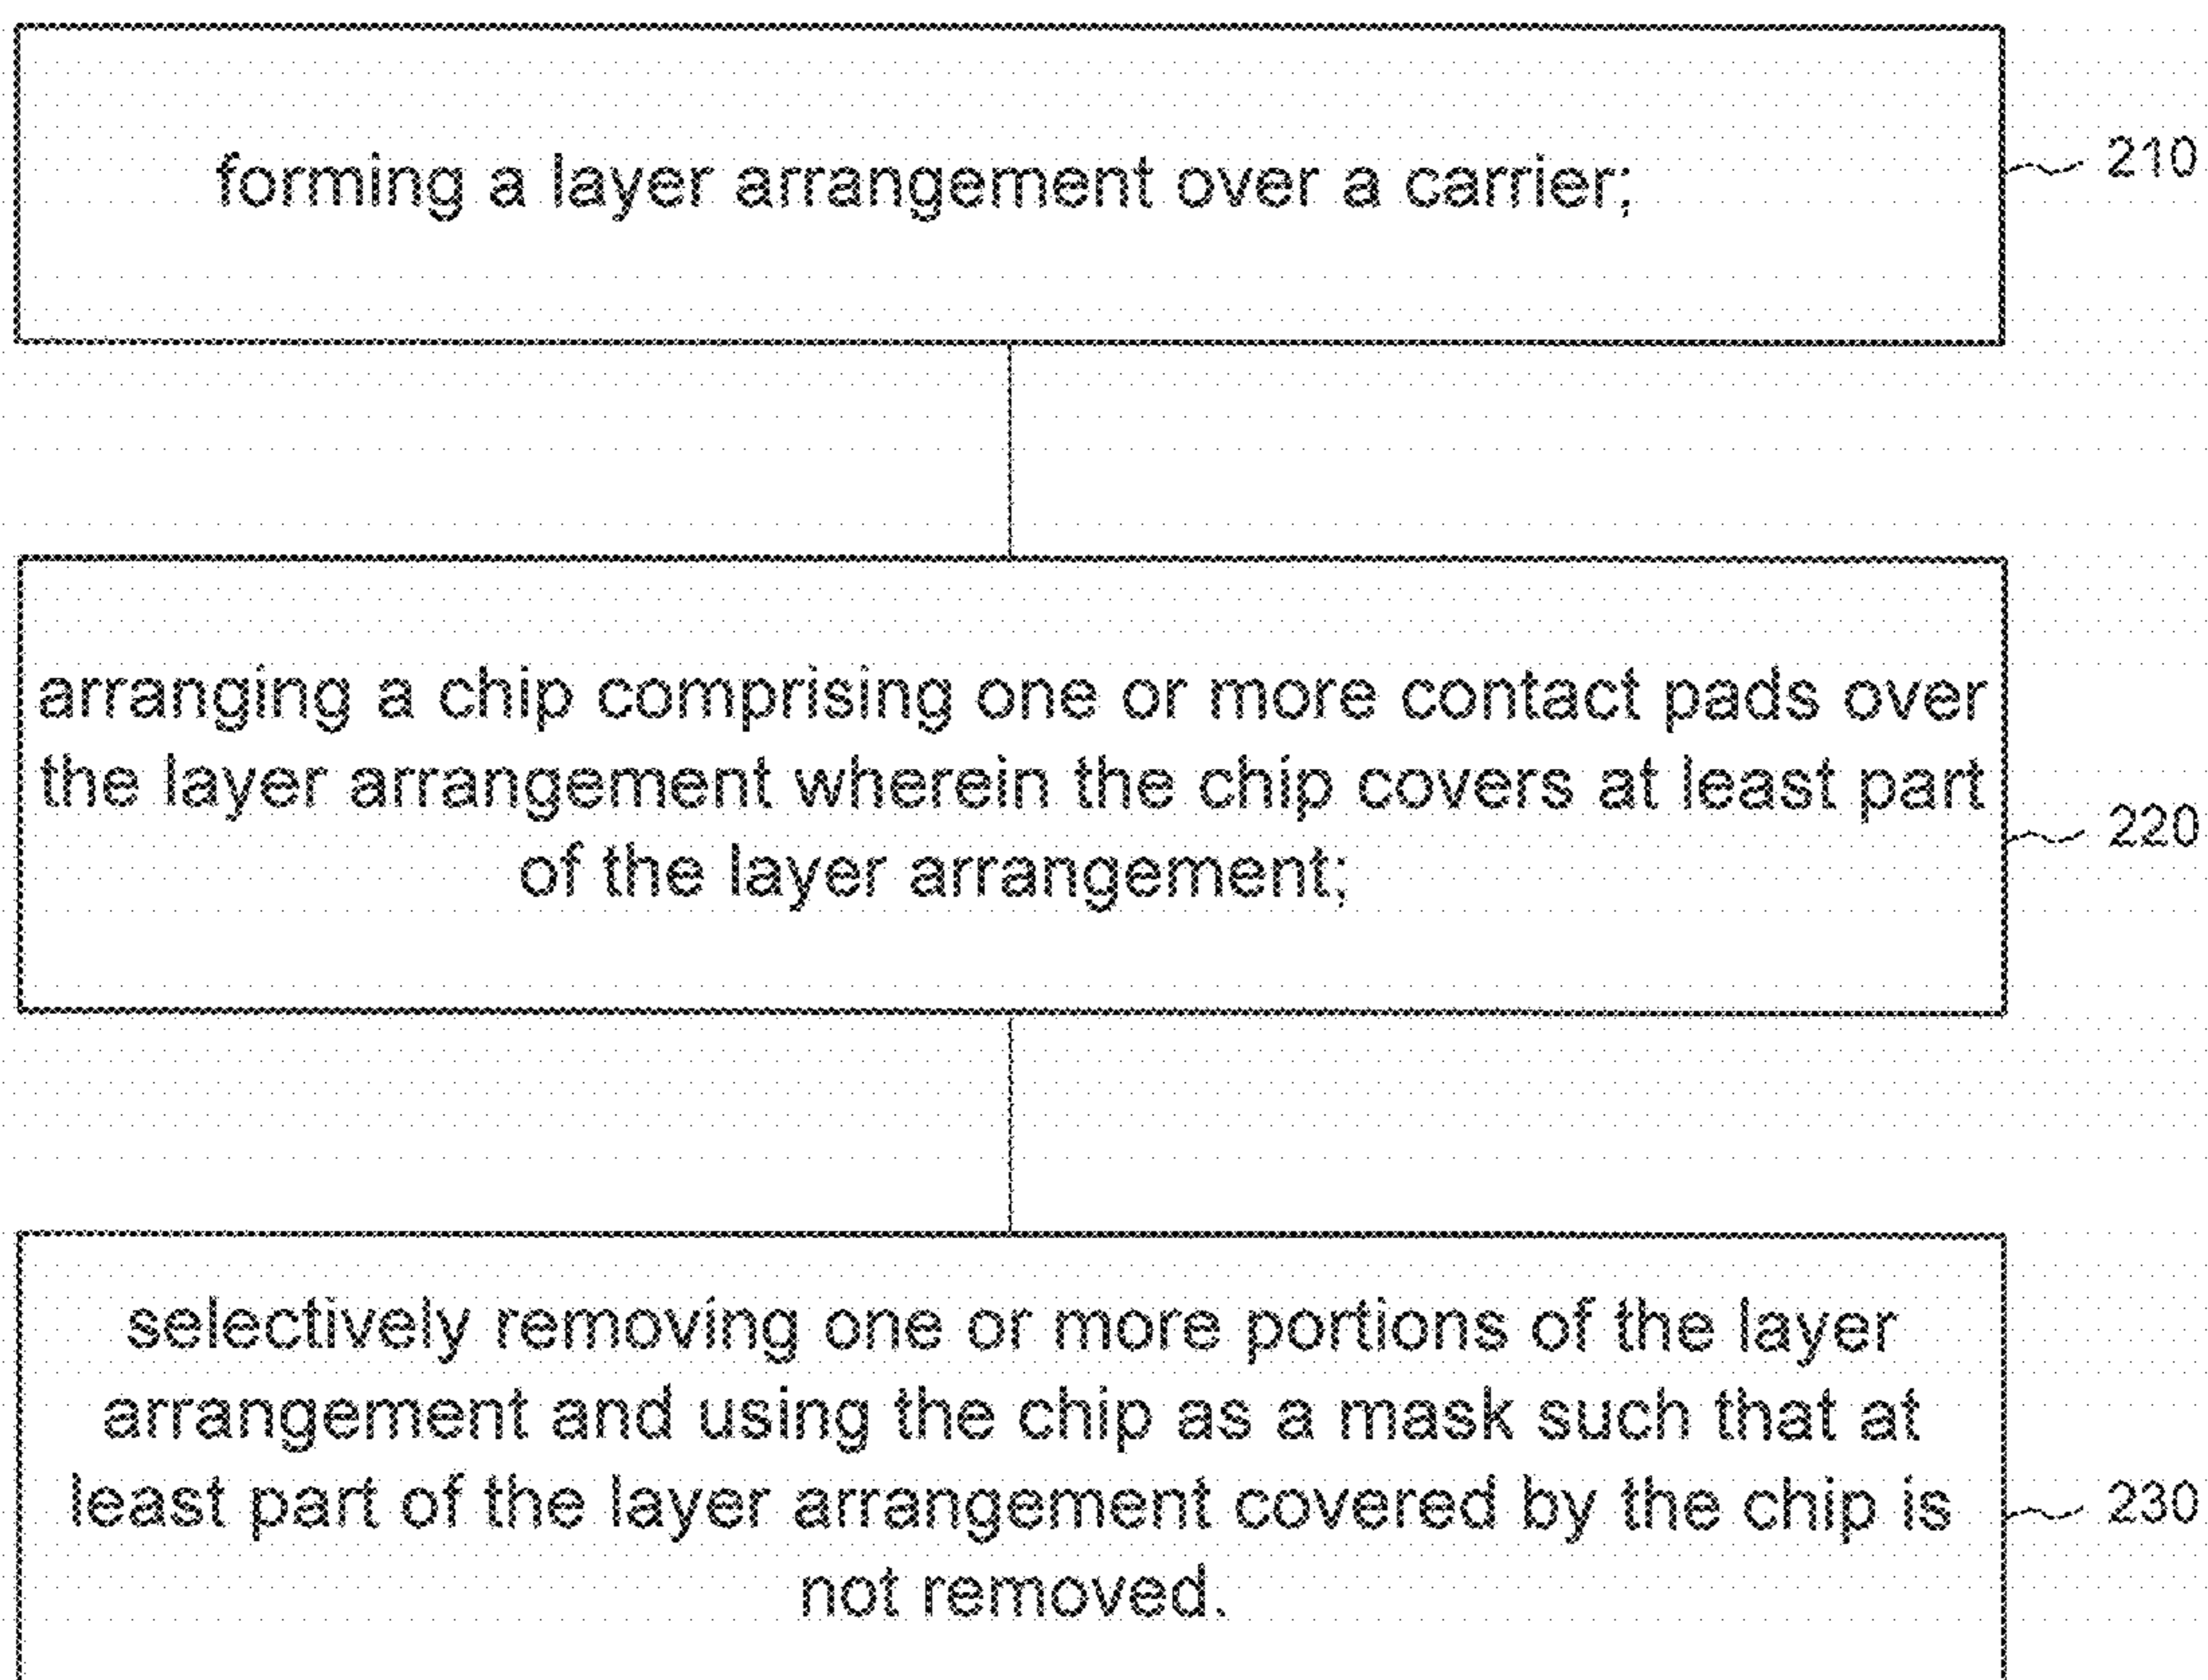 forming a layer arrangement over a carrier;
210
arranging a chip comprising one or more contact pads over
the layer arrangement wherein the chip covers at least part
of the layer arrangement;
220
selectively removing one or more portions of the layer
arrangement and using the chip as a mask such that at
least part of the layer arrangement covered by the chip is
not removed.
230